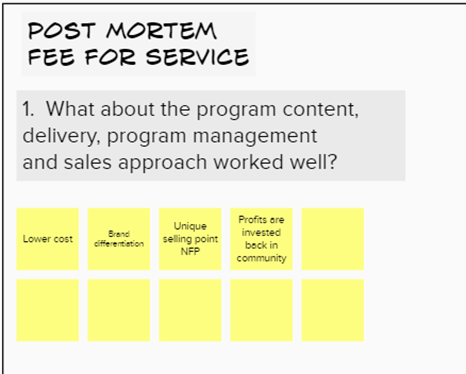 POST MORTEM
FEE FOR SERVICE
1. What about the program content,
delivery, program management
and sales approach worked well?
Lower cost
Brand
differentiation
Unique
selling point
NFP
Profits are
invested
back in
community